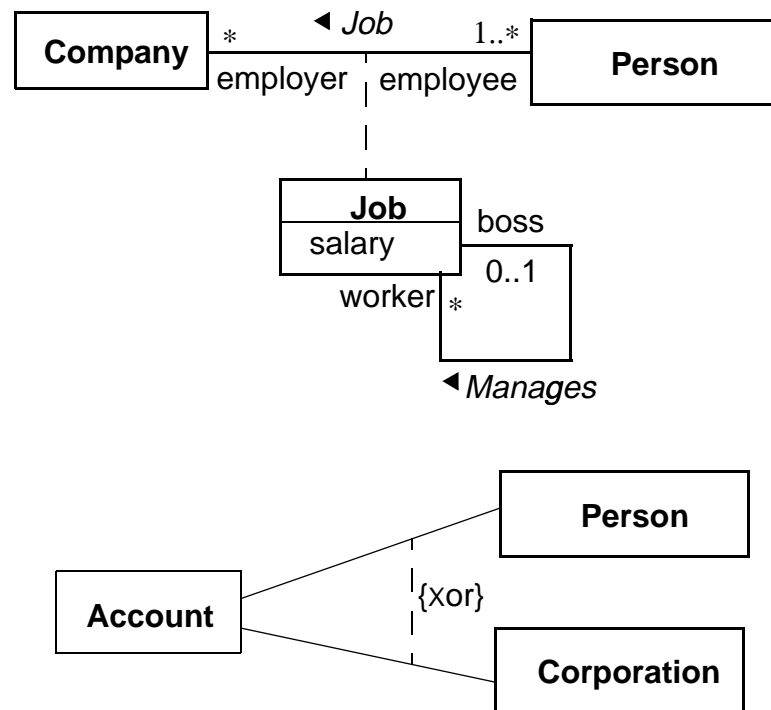 ◄ Job
Company * 1..* Person
employer employee
Job
salary
boss
0..1
worker *
◄ Manages
Person
{xor}
Account
Corporation